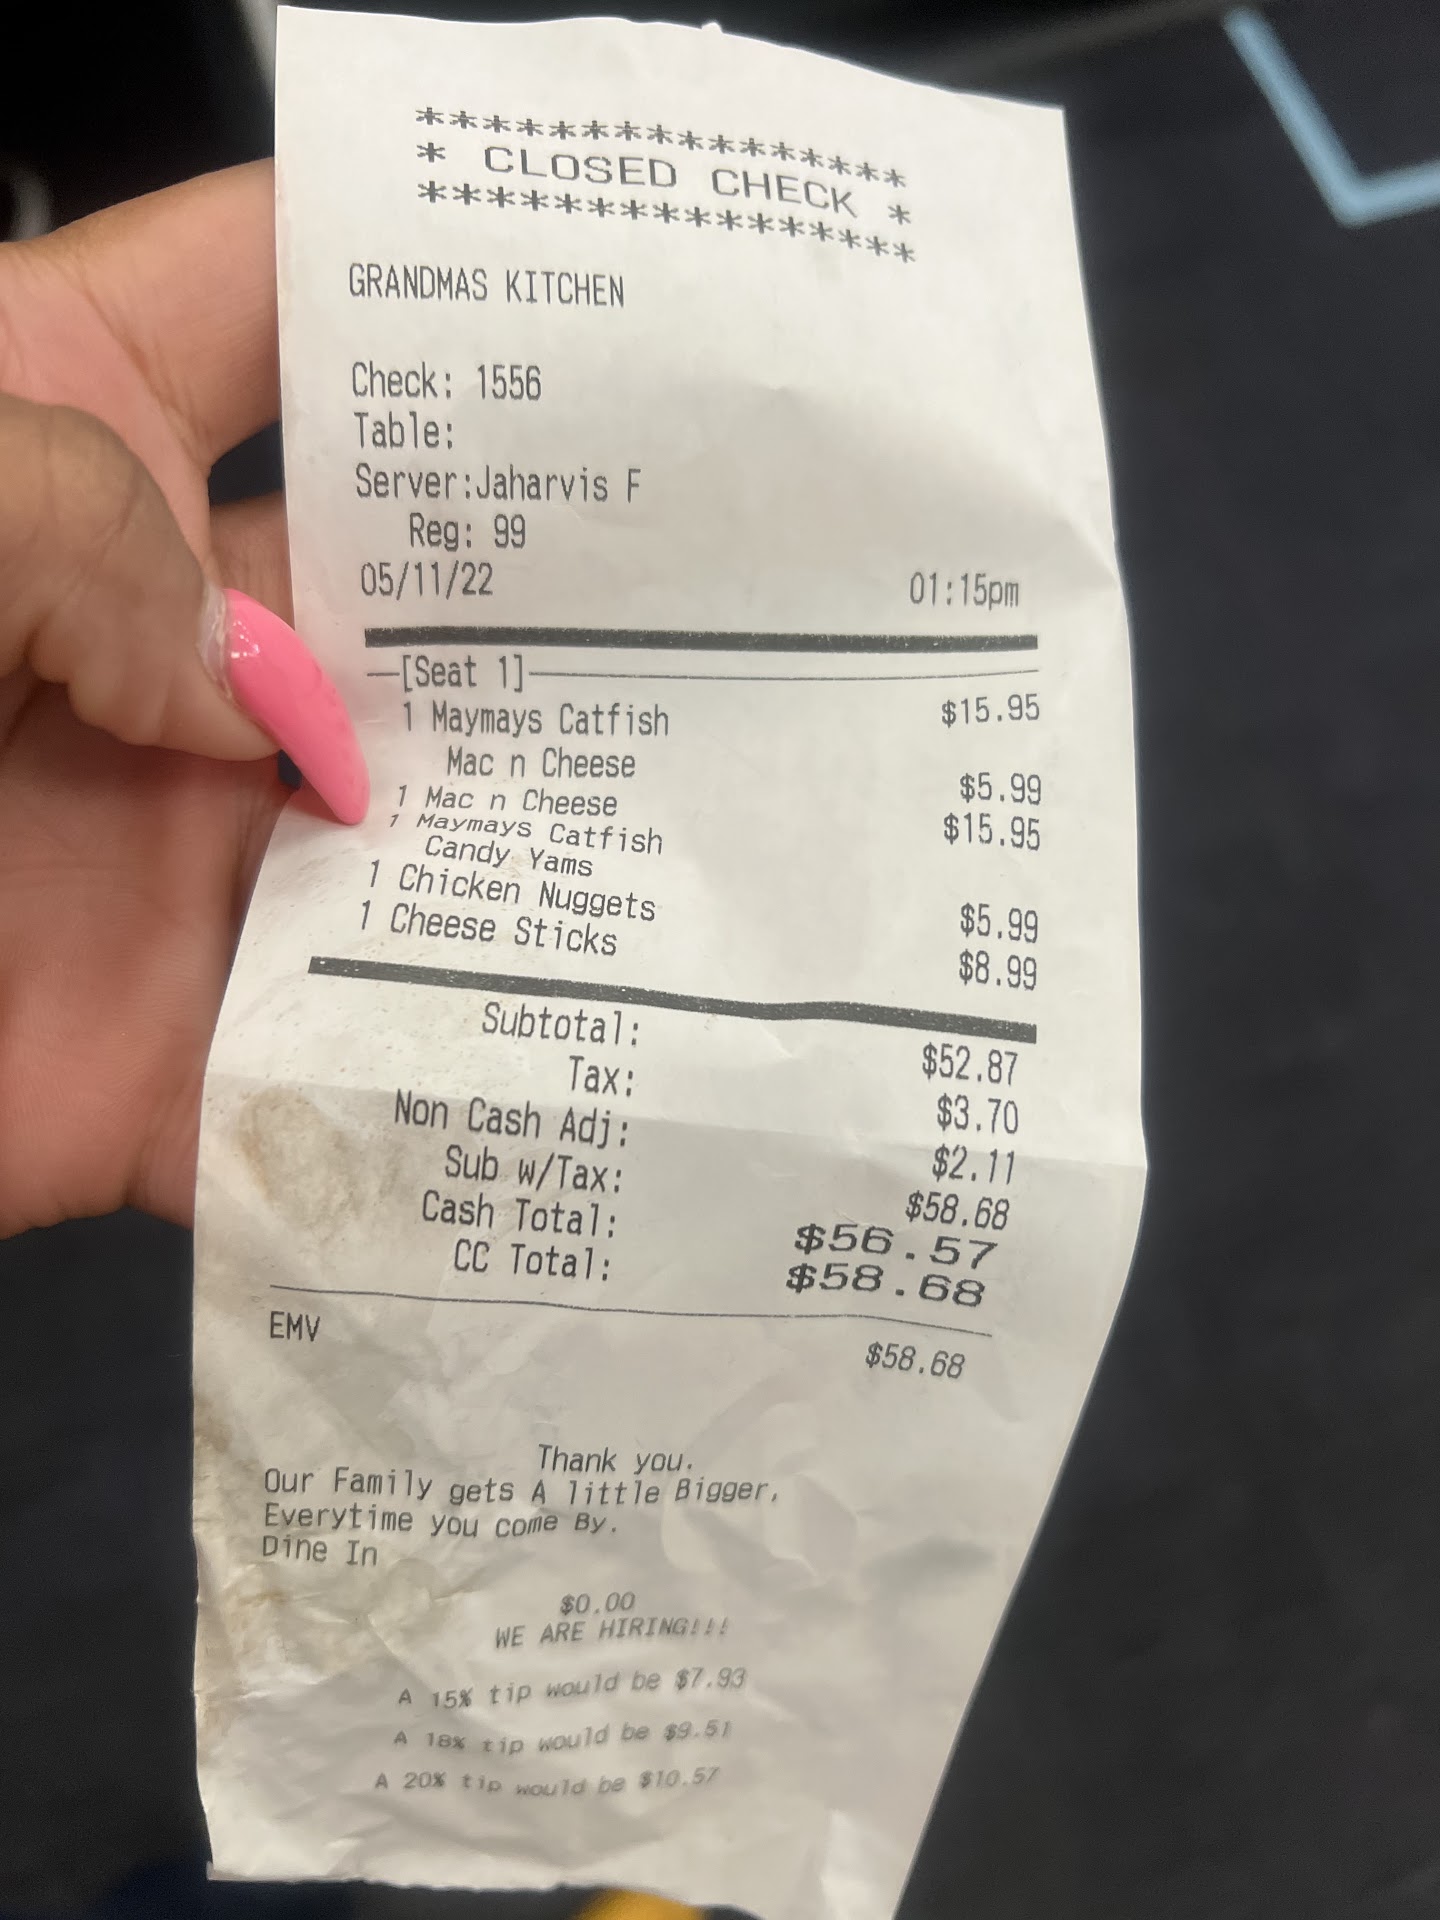 *****************
* CLOSED CHECK *
*****************
GRANDMAS KITCHEN
Check: 1556
Table:
Server:Jaharvis F
Reg: 99
05/11/22 01:15pm
[Seat 1]
1 Maymays Catfish $15.95
Mac n Cheese
1 Mac n Cheese $5.99
1 Maymays Catfish $15.95
Candy Yams
1 Chicken Nuggets $5.99
1 Cheese Sticks $8.99
Subtotal: $52.87
Tax: $3.70
Non Cash Adj: $2.11
Sub w/Tax: $58.68
Cash Total: $56.57
CC Total: $58.68
EMV $58.68
Thank you.
Our Family gets A little Bigger,
Everytime you come By.
Dine In
$0.00
WE ARE HIRING!!!
A 15% tip would be $7.93
A 18% tip would be $9.51
A 20% tip would be $10.57